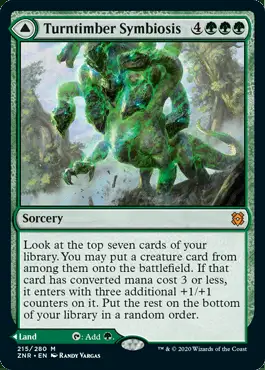 Turntimber Symbiosis 4
Sorcery
Look at the top seven cards of your
library. You may put a creature card from
among them onto the battlefield. If that
card has converted mana cost 3 or less,
it enters with three additional +1/+1
counters on it. Put the rest on the bottom
of your library in a random order.
Land : Add .
215/280 M
ZNR • EN Randy Vargas
™ & © 2020 Wizards of the Coast